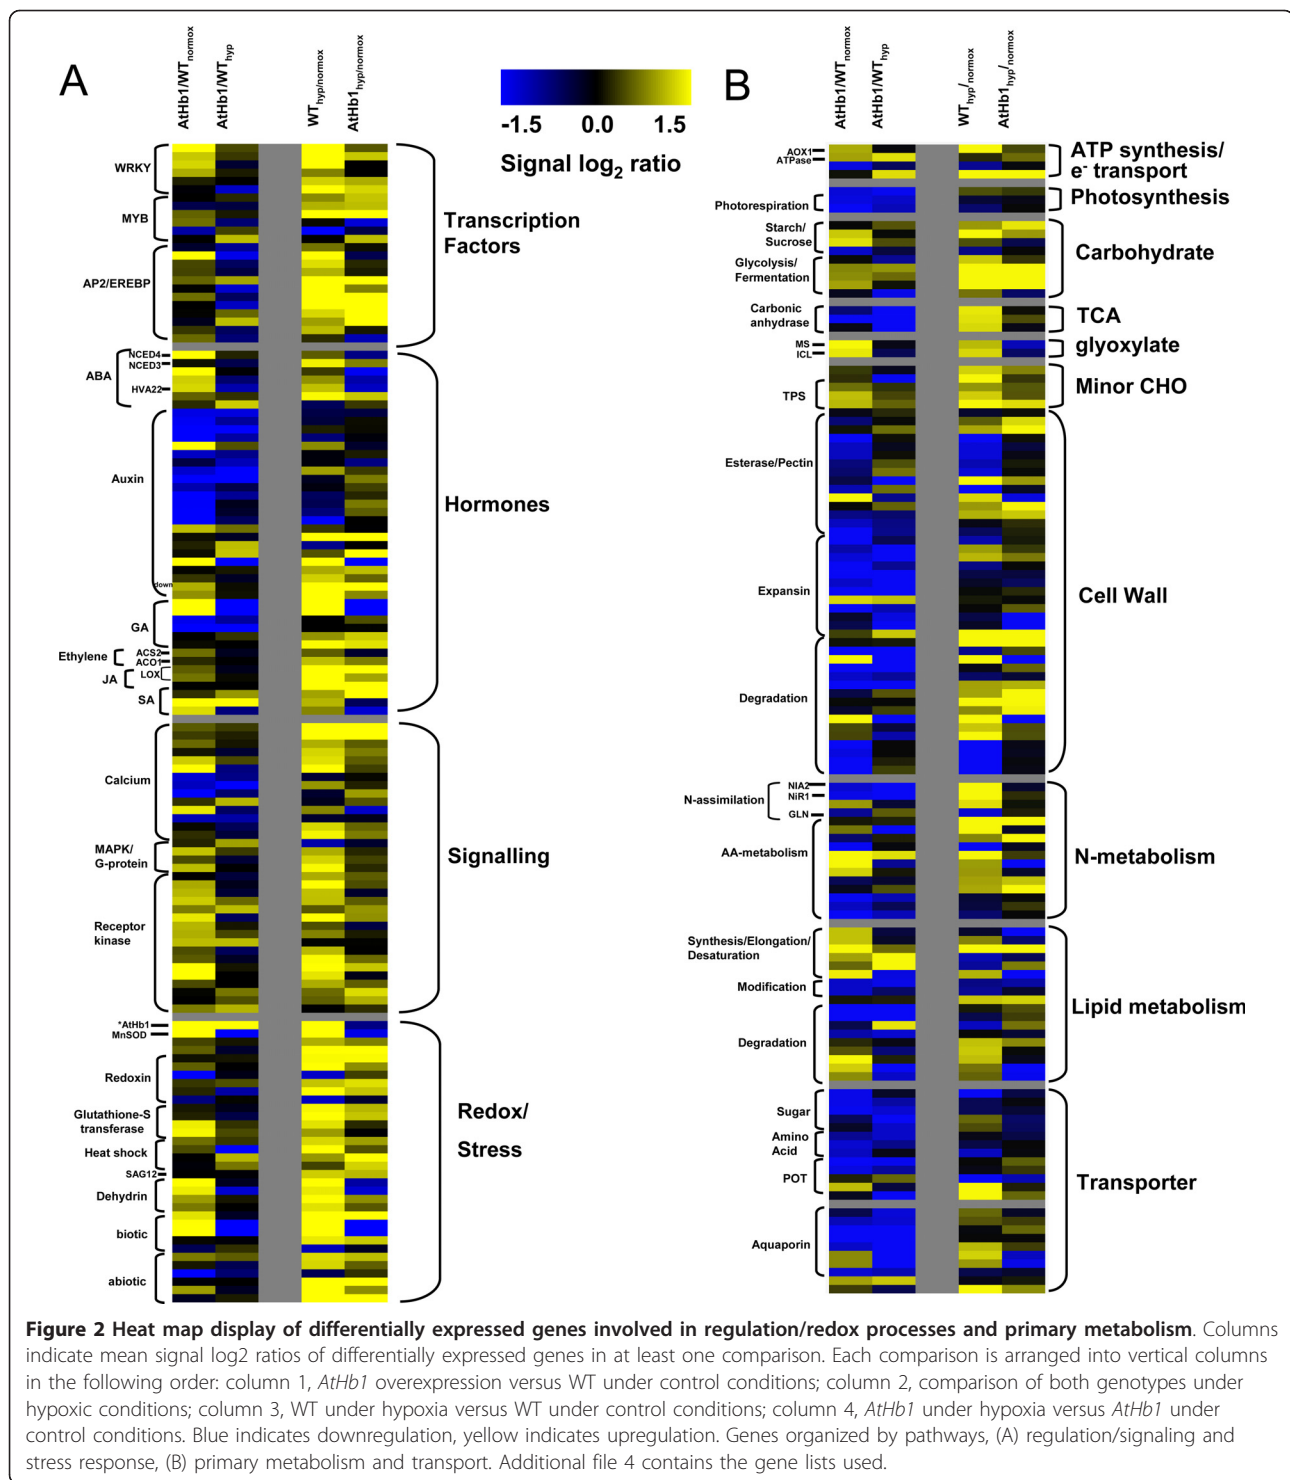 A
AtHb1/WTnormox
AtHb1/WThyp
WThyp/normox
AtHb1hyp/normox
-1.5 0.0 1.5
Signal log2 ratio
WRKY
MYB
AP2/EREBP
Transcription
Factors
NCED4
NCED3
ABA
HVA22
Auxin
down
GA
Ethylene
ACS2
ACO1
JA
LOX
SA
Hormones
Calcium
MAPK/
G-protein
Receptor
kinase
Signalling
*AtHb1
MnSOD
Redoxin
Glutathione-S
transferase
Heat shock
SAG12
Dehydrin
biotic
abiotic
Redox/
Stress
B
AtHb1/WTnormox
AtHb1/WThyp
WThyp/normox
AtHb1hyp/normox
AOX1
ATPase
ATP synthesis/
e- transport
Photorespiration
Photosynthesis
Starch/
Sucrose
Glycolysis/
Fermentation
Carbohydrate
Carbonic
anhydrase
TCA
MS
ICL
glyoxylate
TPS
Minor CHO
Esterase/Pectin
Expansin
Degradation
Cell Wall
N-assimilation
NIA2
NiR1
GLN
AA-metabolism
N-metabolism
Synthesis/Elongation/
Desaturation
Modification
Degradation
Lipid metabolism
Sugar
Amino
Acid
POT
Aquaporin
Transporter
Figure 2 Heat map display of differentially expressed genes involved in regulation/redox processes and primary metabolism. Columns
indicate mean signal log2 ratios of differentially expressed genes in at least one comparison. Each comparison is arranged into vertical columns
in the following order: column 1, AtHb1 overexpression versus WT under control conditions; column 2, comparison of both genotypes under
hypoxic conditions; column 3, WT under hypoxia versus WT under control conditions; column 4, AtHb1 under hypoxia versus AtHb1 under
control conditions. Blue indicates downregulation, yellow indicates upregulation. Genes organized by pathways, (A) regulation/signaling and
stress response, (B) primary metabolism and transport. Additional file 4 contains the gene lists used.